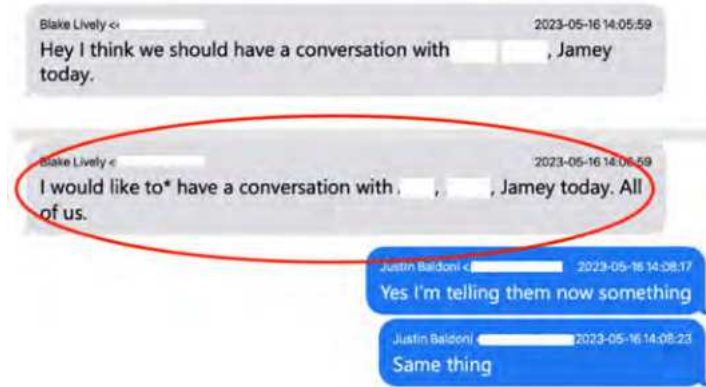 Blake Lively <
2023-05-16 14:05:59
Hey I think we should have a conversation with , Jamey
today.
Blake Lively <
2023-05-16 14:06:59
I would like to* have a conversation with , , Jamey today. All
of us.
Justin Baldoni <
2023-05-16 14:08:17
Yes I'm telling them now something
Justin Baldoni
2023-05-16 14:08:23
Same thing